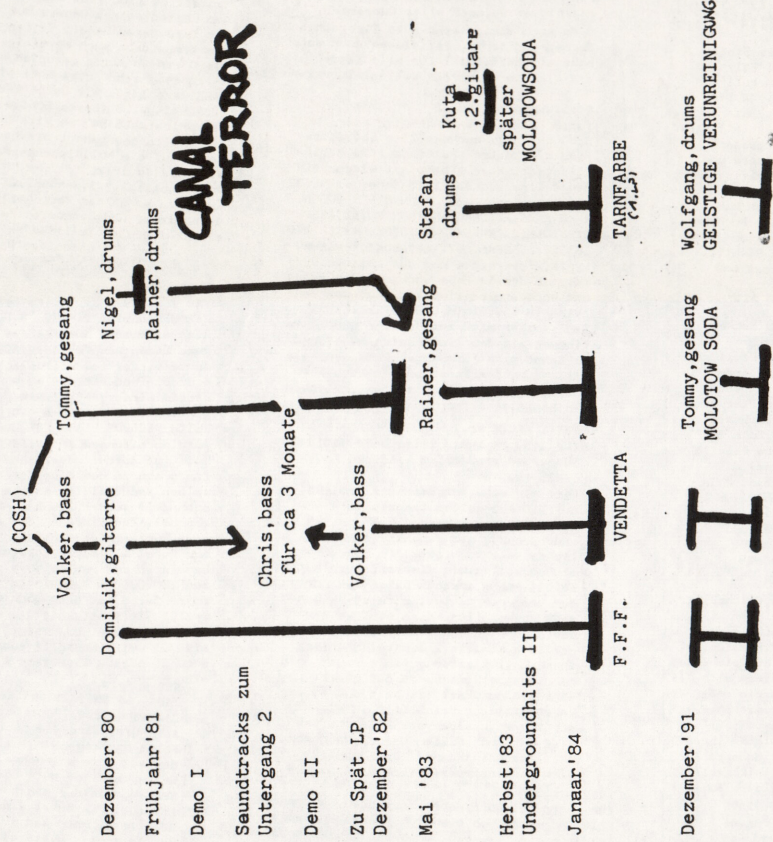 (COSH)
Volker,bass
Tommy,gesang
Dezember'80
Dominik,gitarre
Nigel,drums
Frühjahr'81
Rainer,drums
CANAL
TERROR
Demo I
Soundtracks zum
Untergang 2
Chris,bass
für ca 3 Monate
Demo II
Zu Spät LP
Dezember'82
Volker,bass
Mai '83
Rainer,gesang
Stefan
,drums
Kuta
,2.gitare
später
MOLOTOWSODA
Herbst'83
Undergroundhits II
Janaar'84
F.F.F.
VENDETTA
TARNFARBE
(1.LP)
Dezember'91
Tommy,gesang
MOLOTOW SODA
Wolfgang,drums
GEISTIGE VERUNREINIGUNG